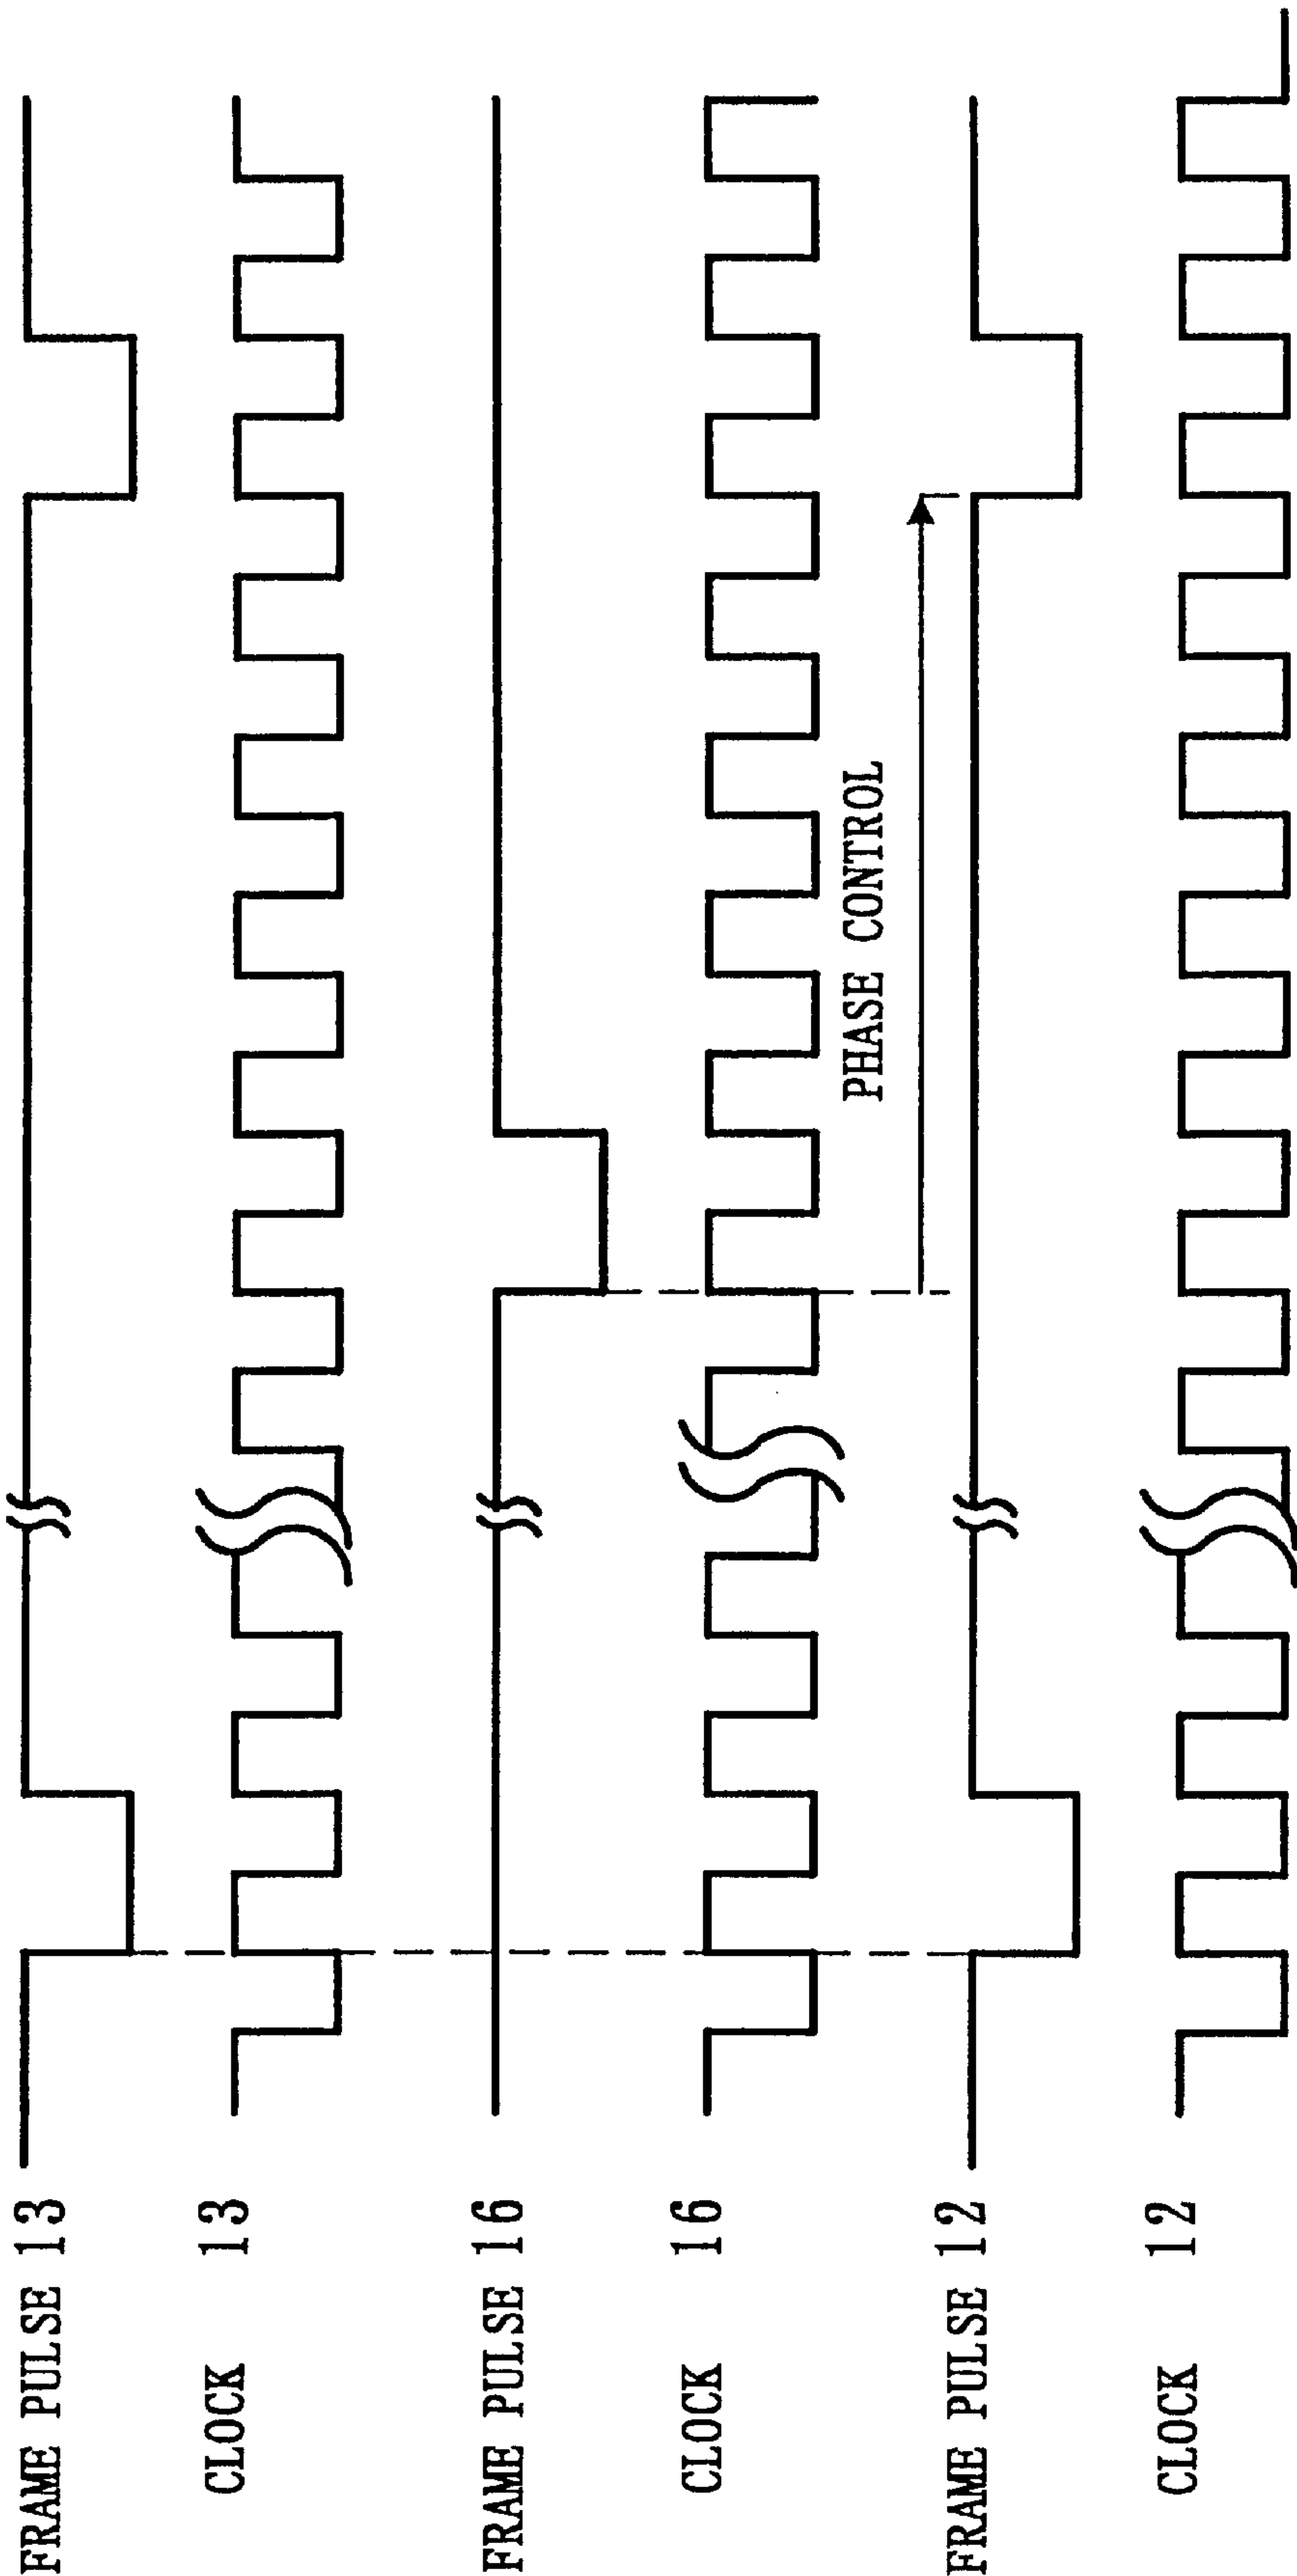 FRAME PULSE 13
CLOCK 13
FRAME PULSE 16
CLOCK 16
PHASE CONTROL
FRAME PULSE 12
CLOCK 12